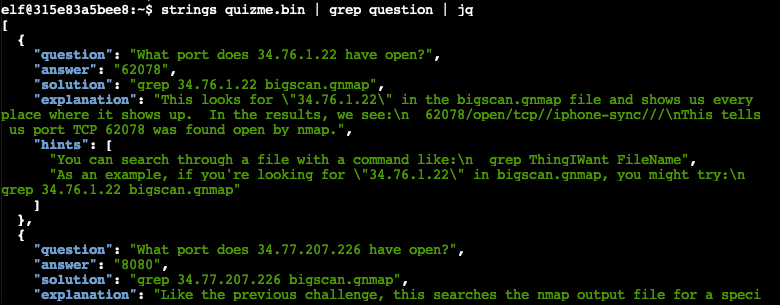 elf@315e83a5bee8:~$ strings quizme.bin | grep question | jq
[
  {
    "question": "What port does 34.76.1.22 have open?",
    "answer": "62078",
    "solution": "grep 34.76.1.22 bigscan.gnmap",
    "explanation": "This looks for \"34.76.1.22\" in the bigscan.gnmap file and shows us every
place where it shows up.  In the results, we see:\n  62078/open/tcp//iphone-sync///\nThis tells
 us port TCP 62078 was found open by nmap.",
    "hints": [
      "You can search through a file with a command like:\n  grep ThingIWant FileName",
      "As an example, if you're looking for \"34.76.1.22\" in bigscan.gnmap, you might try:\n
grep 34.76.1.22 bigscan.gnmap"
    ]
  },
  {
    "question": "What port does 34.77.207.226 have open?",
    "answer": "8080",
    "solution": "grep 34.77.207.226 bigscan.gnmap",
    "explanation": "Like the previous challenge, this searches the nmap output file for a speci